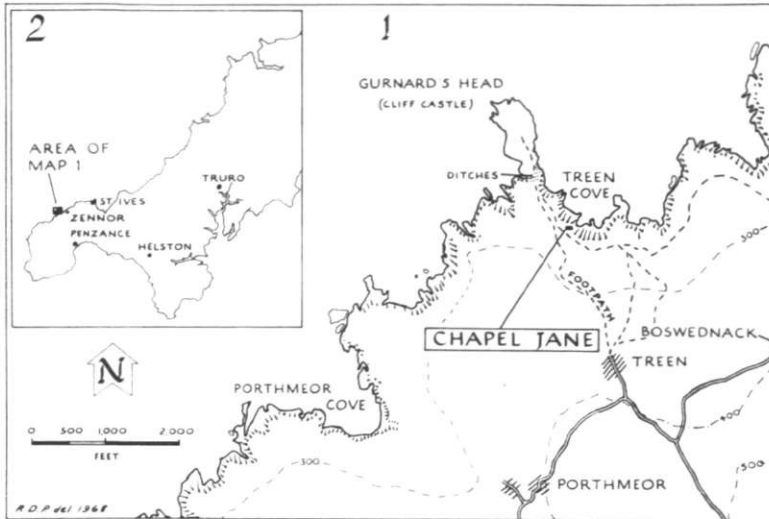 2
AREA OF
MAP 1
ST IVES
ZENNOR
PENZANCE
HELSTON
TRURO
N
0 500 1,000 2,000
FEET
R.D.P. del. 1968
1
GURNARD S HEAD
(CLIFF CASTLE)
DITCHES
TREEN
COVE
300
FOOTPATH
CHAPEL JANE
BOSWEDNACK
TREEN
PORTHMEOR
COVE
400
300
PORTHMEOR
500